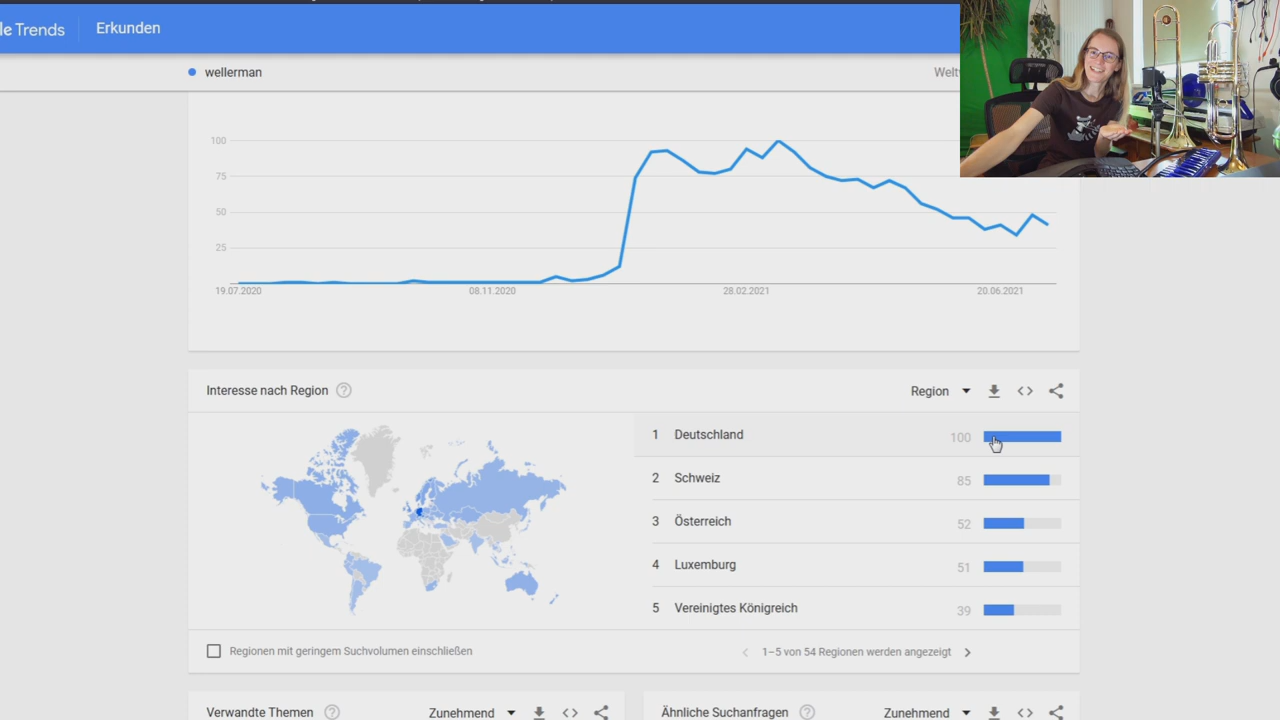 le Trends
Erkunden
wellerman
Welt
100
75
50
25
19.07.2020
08.11.2020
28.02.2021
20.06.2021
Interesse nach Region
Region
1 Deutschland 100
2 Schweiz 85
3 Österreich 52
4 Luxemburg 51
5 Vereinigtes Königreich 39
Regionen mit geringem Suchvolumen einschließen
1–5 von 54 Regionen werden angezeigt
Verwandte Themen
Zunehmend
Ähnliche Suchanfragen
Zunehmend